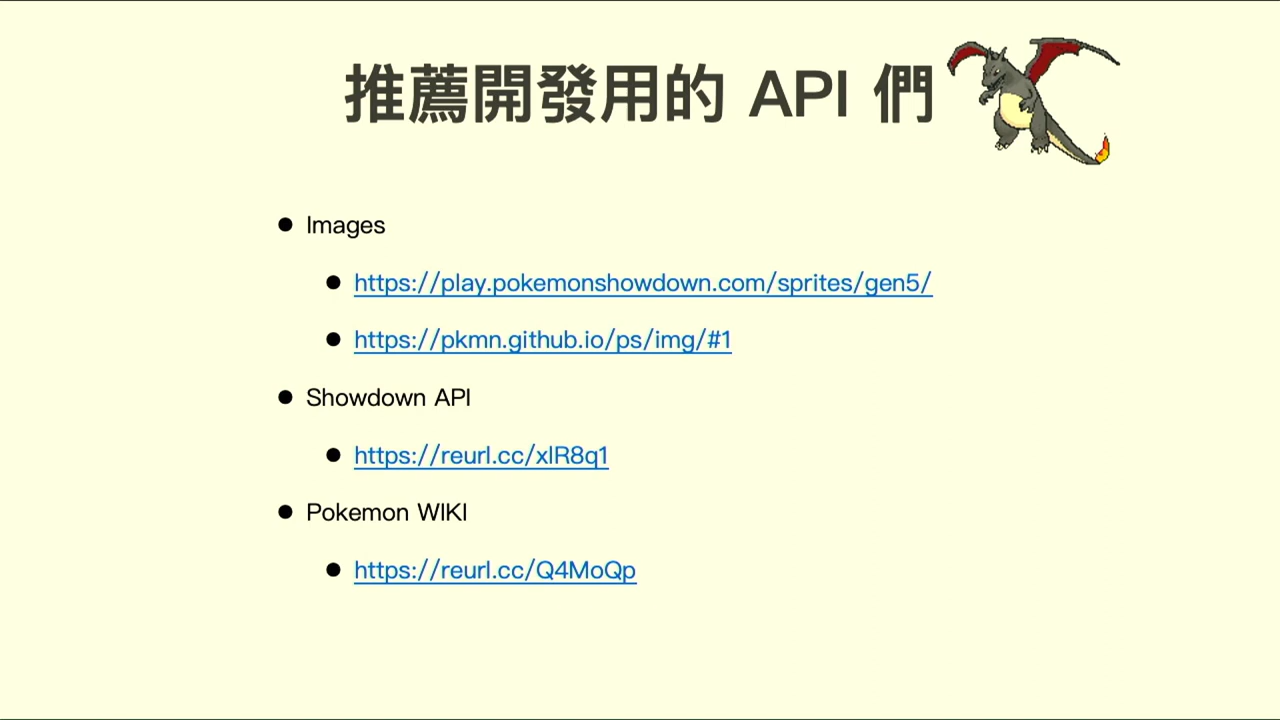 推薦開發用的 API 們
● Images
● https://play.pokemonshowdown.com/sprites/gen5/
● https://pkmn.github.io/ps/img/#1
● Showdown API
● https://reurl.cc/xlR8q1
● Pokemon WIKI
● https://reurl.cc/Q4MoQp